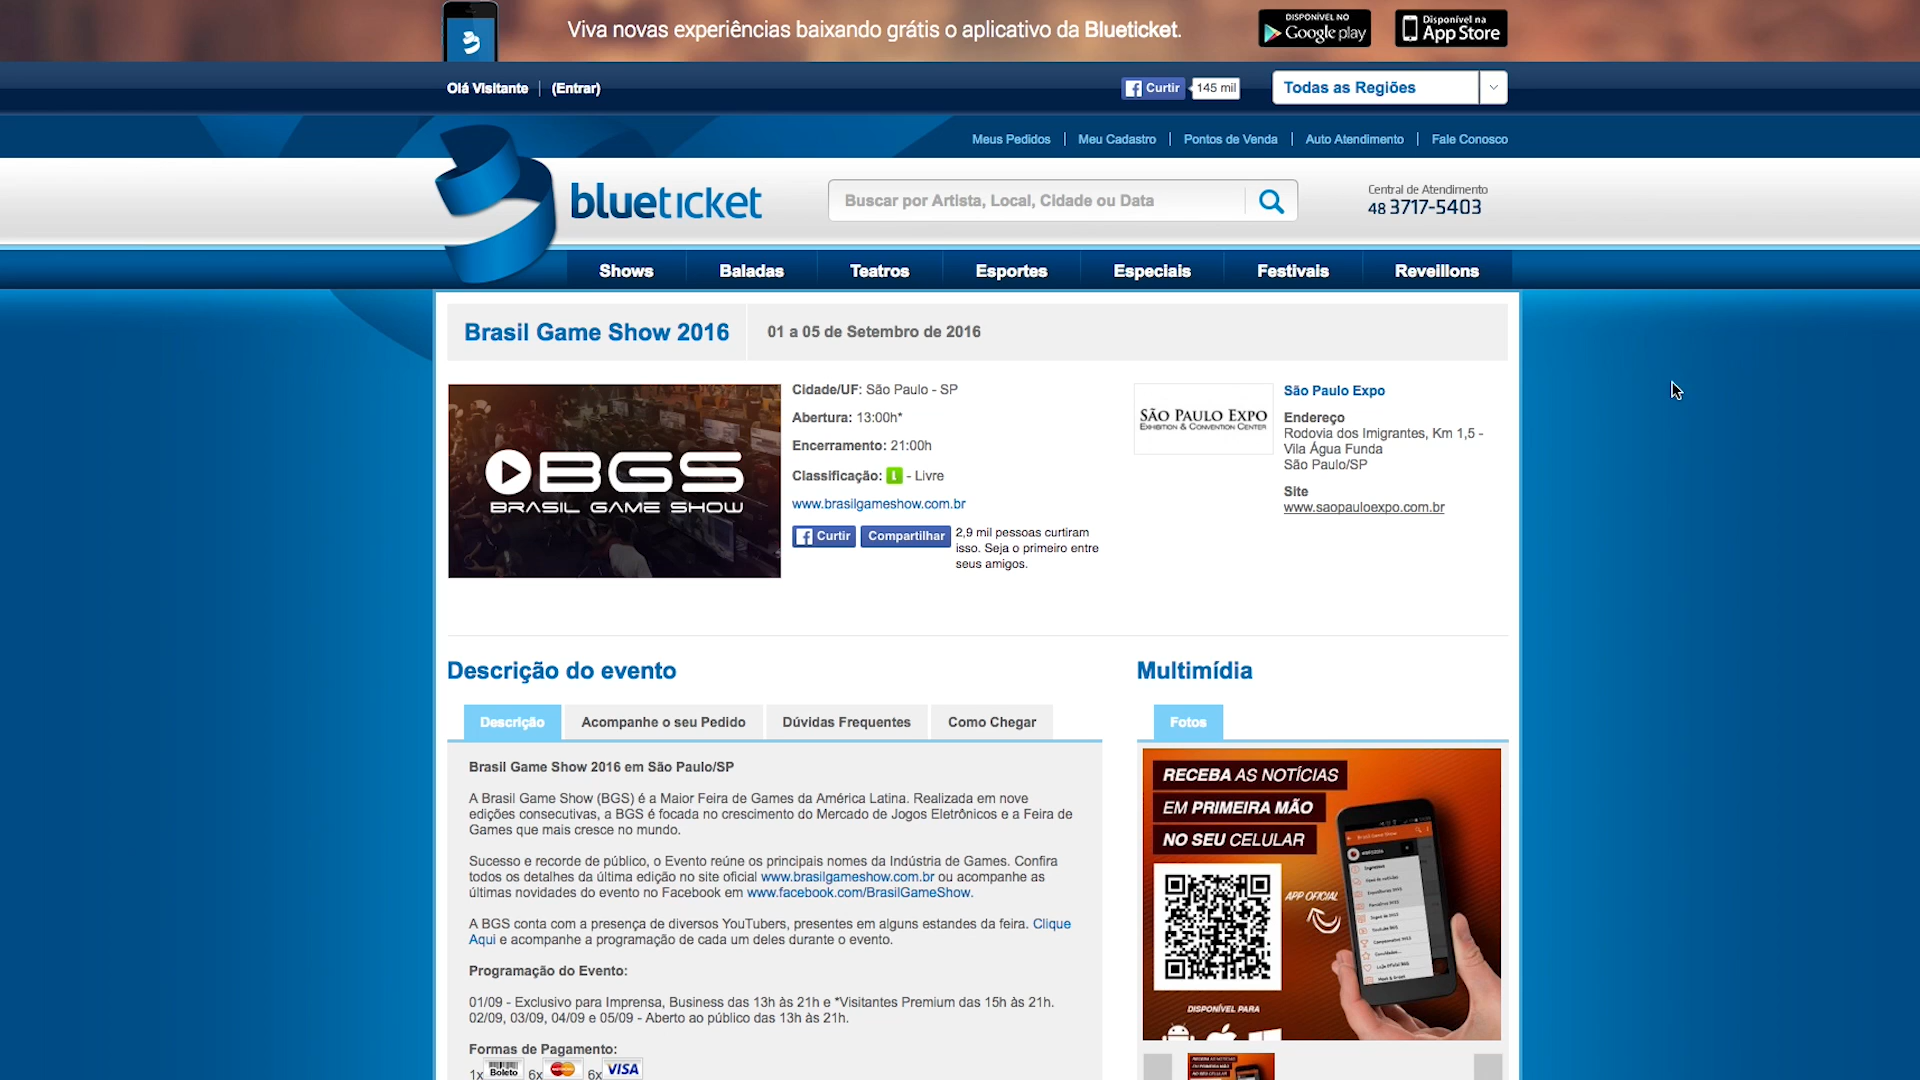 Viva novas experiências baixando grátis o aplicativo da Blueticket.
DISPONÍVEL NO
Google play
Disponível na
App Store
Olá Visitante
(Entrar)
Curtir
145 mil
Todas as Regiões
Meus Pedidos
Meu Cadastro
Pontos de Venda
Auto Atendimento
Fale Conosco
blueticket
Buscar por Artista, Local, Cidade ou Data
Central de Atendimento
48 3717-5403
Shows
Baladas
Teatros
Esportes
Especiais
Festivais
Reveillons
Brasil Game Show 2016
01 a 05 de Setembro de 2016
BGS
BRASIL GAME SHOW
Cidade/UF: São Paulo - SP
Abertura: 13:00h*
Encerramento: 21:00h
Classificação: L - Livre
www.brasilgameshow.com.br
Curtir
Compartilhar
2,9 mil pessoas curtiram
isso. Seja o primeiro entre
seus amigos.
SÃO PAULO EXPO
EXHIBITION & CONVENTION CENTER
São Paulo Expo
Endereço
Rodovia dos Imigrantes, Km 1,5 -
Vila Água Funda
São Paulo/SP
Site
www.saopauloexpo.com.br
Descrição do evento
Descrição
Acompanhe o seu Pedido
Dúvidas Frequentes
Como Chegar
Brasil Game Show 2016 em São Paulo/SP
A Brasil Game Show (BGS) é a Maior Feira de Games da América Latina. Realizada em nove
edições consecutivas, a BGS é focada no crescimento do Mercado de Jogos Eletrônicos e a Feira de
Games que mais cresce no mundo.
Sucesso e recorde de público, o Evento reúne os principais nomes da Indústria de Games. Confira
todos os detalhes da última edição no site oficial www.brasilgameshow.com.br ou acompanhe as
últimas novidades do evento no Facebook em www.facebook.com/BrasilGameShow.
A BGS conta com a presença de diversos YouTubers, presentes em alguns estandes da feira. Clique
Aqui e acompanhe a programação de cada um deles durante o evento.
Programação do Evento:
01/09 - Exclusivo para Imprensa, Business das 13h às 21h e *Visitantes Premium das 15h às 21h.
02/09, 03/09, 04/09 e 05/09 - Aberto ao público das 13h às 21h.
Formas de Pagamento:
1x Boleto 6x MasterCard 6x VISA
Multimídia
Fotos
RECEBA AS NOTÍCIAS
EM PRIMEIRA MÃO
NO SEU CELULAR
APP OFICIAL
Brasil Game Show
DISPONÍVEL PARA
RECEBA AS NOTÍCIAS
EM PRIMEIRA MÃO
NO SEU CELULAR